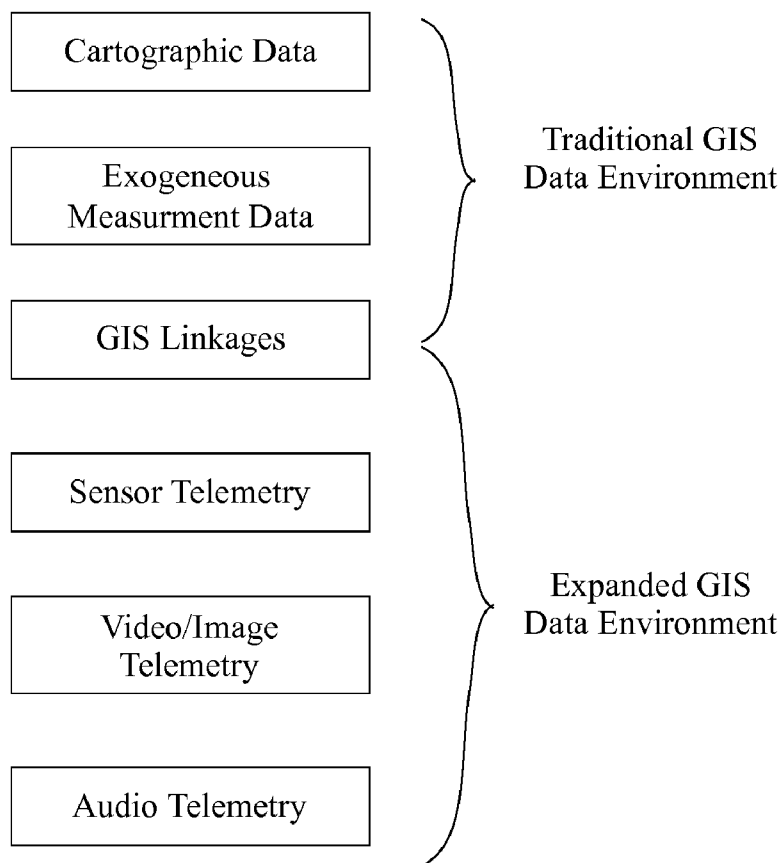 Cartographic Data
Exogeneous
Measurment Data
GIS Linkages
Sensor Telemetry
Video/Image
Telemetry
Audio Telemetry
Traditional GIS
Data Environment
Expanded GIS
Data Environment